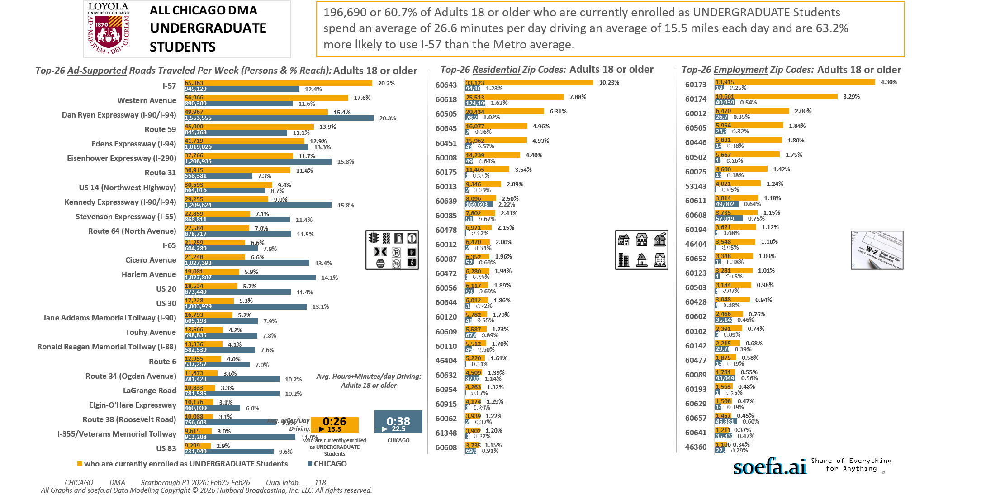 LOYOLA
UNIVERSITY CHICAGO
1870
AD • MAJOREM • DEI • GLORIAM
ALL CHICAGO DMA
UNDERGRADUATE
STUDENTS
196,690 or 60.7% of Adults 18 or older who are currently enrolled as UNDERGRADUATE Students
spend an average of 26.6 minutes per day driving an average of 15.5 miles each day and are 63.2%
more likely to use I-57 than the Metro average.
Top-26 Ad-Supported Roads Traveled Per Week (Persons & % Reach): Adults 18 or older
I-57 65,363 20.2% 945,129 12.4%
Western Avenue 56,966 17.6% 890,309 11.6%
Dan Ryan Expressway (I-90/I-94) 49,967 15.4% 1,553,555 20.3%
Route 59 45,000 13.9% 845,768 11.1%
Edens Expressway (I-94) 41,719 12.9% 1,019,026 13.3%
Eisenhower Expressway (I-290) 37,766 11.7% 1,208,935 15.8%
Route 31 36,915 11.4% 558,381 7.3%
US 14 (Northwest Highway) 30,593 9.4% 664,016 8.7%
Kennedy Expressway (I-90/I-94) 29,255 9.0% 1,209,624 15.8%
Stevenson Expressway (I-55) 22,859 7.1% 868,811 11.4%
Route 64 (North Avenue) 22,584 7.0% 878,717 11.5%
I-65 21,259 6.6% 604,289 7.9%
Cicero Avenue 21,248 6.6% 1,027,393 13.4%
Harlem Avenue 19,081 5.9% 1,077,807 14.1%
US 20 18,534 5.7% 873,449 11.4%
US 30 17,228 5.3% 1,003,979 13.1%
Jane Addams Memorial Tollway (I-90) 16,793 5.2% 605,193 7.9%
Touhy Avenue 13,566 4.2% 598,835 7.8%
Ronald Reagan Memorial Tollway (I-88) 13,336 4.1% 582,539 7.6%
Route 6 12,955 4.0% 537,257 7.0%
Route 34 (Ogden Avenue) 11,673 3.6% 781,423 10.2%
LaGrange Road 10,833 3.3% 781,585 10.2%
Elgin-O'Hare Expressway 10,176 3.1% 460,030 6.0%
Route 38 (Roosevelt Road) 10,088 3.1% 756,603 9.9%
I-355/Veterans Memorial Tollway 9,615 3.0% 913,208 11.9%
US 83 9,299 2.9% 731,949 9.6%
Avg. Hours+Minutes/day Driving:
Adults 18 or older
Avg. Miles/Day
Driving:
0:26
15.5
0:38
22.5
who are currently enrolled
as UNDERGRADUATE
Students
CHICAGO
who are currently enrolled as UNDERGRADUATE Students
CHICAGO
Top-26 Residential Zip Codes: Adults 18 or older
60643 33,123 10.23% 1.23%
60618 25,513 7.88% 1.62%
60505 20,434 6.31% 1.02%
60645 16,077 4.96%
60451 15,962 4.93% 0.57%
60008 14,239 4.40% 0.64%
60175 11,465 3.54%
60013 9,346 2.89%
60639 8,096 2.50% 169,693 2.22%
60085 7,802 2.41% 0.67%
60478 6,971 2.15%
60012 6,470 2.00%
60087 6,352 1.96% 0.69%
60472 6,280 1.94%
60056 6,117 1.89% 0.69%
60644 6,012 1.86%
60120 5,782 1.79% 0.55%
60609 5,587 1.73% 0.89%
60110 5,512 1.70% 0.60%
46404 5,220 1.61%
60632 4,509 1.39% 1.14%
60954 4,263 1.32%
60915 4,174 1.29%
60062 3,939 1.22%
61348 3,902 1.20%
60608 3,735 1.15% 0.91%
Top-26 Employment Zip Codes: Adults 18 or older
60173 13,915 4.30% 0.25%
60174 10,661 3.29% 40,939 0.54%
60012 6,470 2.00% 0.35%
60505 5,954 1.84% 0.32%
60446 5,831 1.80%
60502 5,667 1.75%
60025 4,600 1.42% 0.18%
53143 4,021 1.24%
60611 3,814 1.18% 49,002 0.64%
60608 3,735 1.15% 57,019 0.75%
60194 3,621 1.12%
46404 3,548 1.10%
60652 3,348 1.03%
60123 3,281 1.01%
60503 3,184 0.98%
60428 3,048 0.94%
60602 2,466 0.76% 0.46%
60102 2,391 0.74%
60142 2,215 0.68% 0.39%
60477 1,875 0.58%
60089 1,781 0.55% 43,049 0.56%
60193 1,563 0.48%
60629 1,508 0.47%
60657 1,457 0.45% 45,881 0.60%
60641 1,211 0.37% 0.47%
46360 1,106 0.34% 0.29%
W-2 Wage and Tax
Statement
soefa.ai
Share of Everything
for Anything
©
CHICAGO DMA Scarborough R1 2026: Feb25-Feb26 Qual Intab 118
All Graphs and soefa.ai Data Modeling Copyright © 2026 Hubbard Broadcasting, Inc. LLC. All rights reserved.